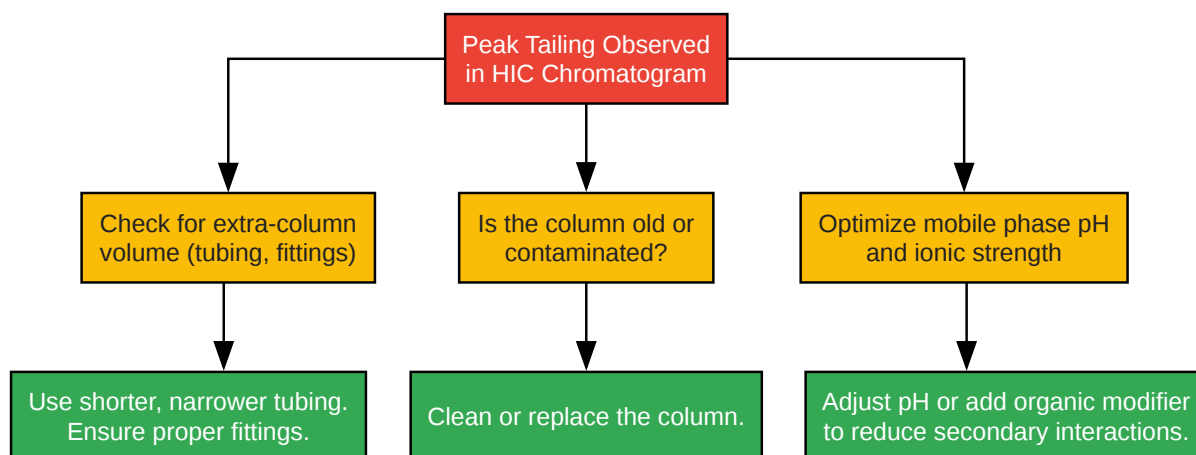 Peak Tailing Observed
in HIC Chromatogram
Check for extra-column
volume (tubing, fittings)
Is the column old or
contaminated?
Optimize mobile phase pH
and ionic strength
Use shorter, narrower tubing.
Ensure proper fittings.
Clean or replace the column.
Adjust pH or add organic modifier
to reduce secondary interactions.